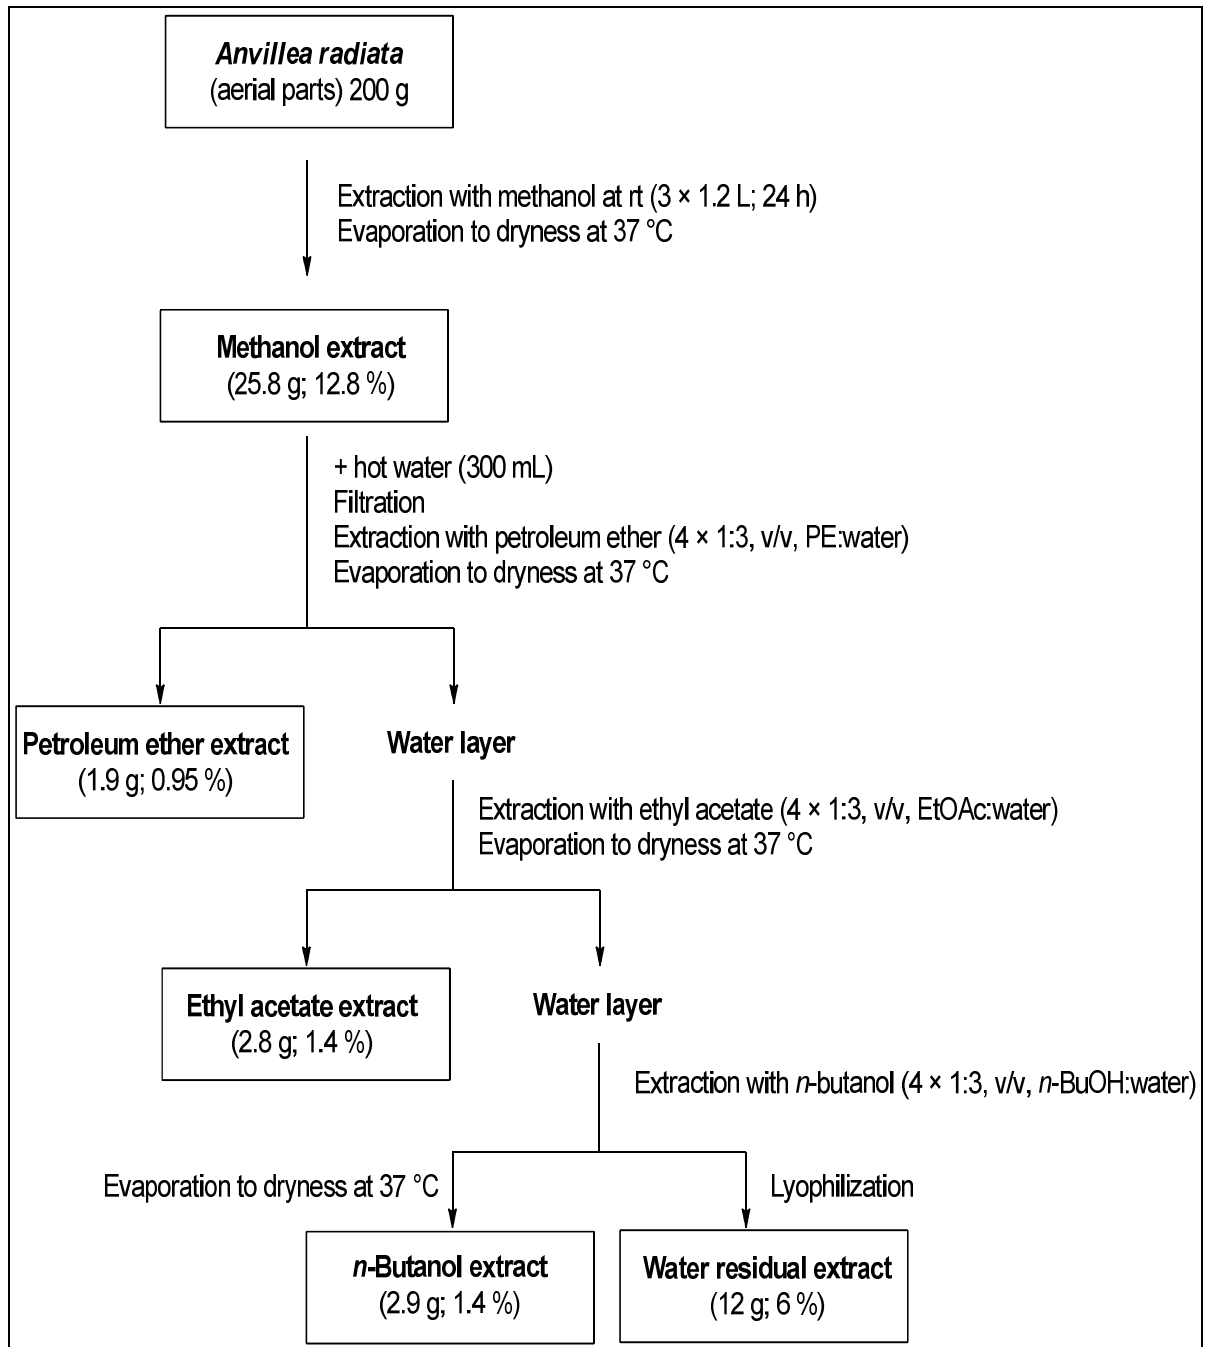 Anvillea radiata
(aerial parts) 200 g
Extraction with methanol at rt (3 × 1.2 L; 24 h)
Evaporation to dryness at 37 °C
Methanol extract
(25.8 g; 12.8 %)
+ hot water (300 mL)
Filtration
Extraction with petroleum ether (4 × 1:3, v/v, PE:water)
Evaporation to dryness at 37 °C
Petroleum ether extract
(1.9 g; 0.95 %)
Water layer
Extraction with ethyl acetate (4 × 1:3, v/v, EtOAc:water)
Evaporation to dryness at 37 °C
Ethyl acetate extract
(2.8 g; 1.4 %)
Water layer
Extraction with n-butanol (4 × 1:3, v/v, n-BuOH:water)
Evaporation to dryness at 37 °C
Lyophilization
n-Butanol extract
(2.9 g; 1.4 %)
Water residual extract
(12 g; 6 %)